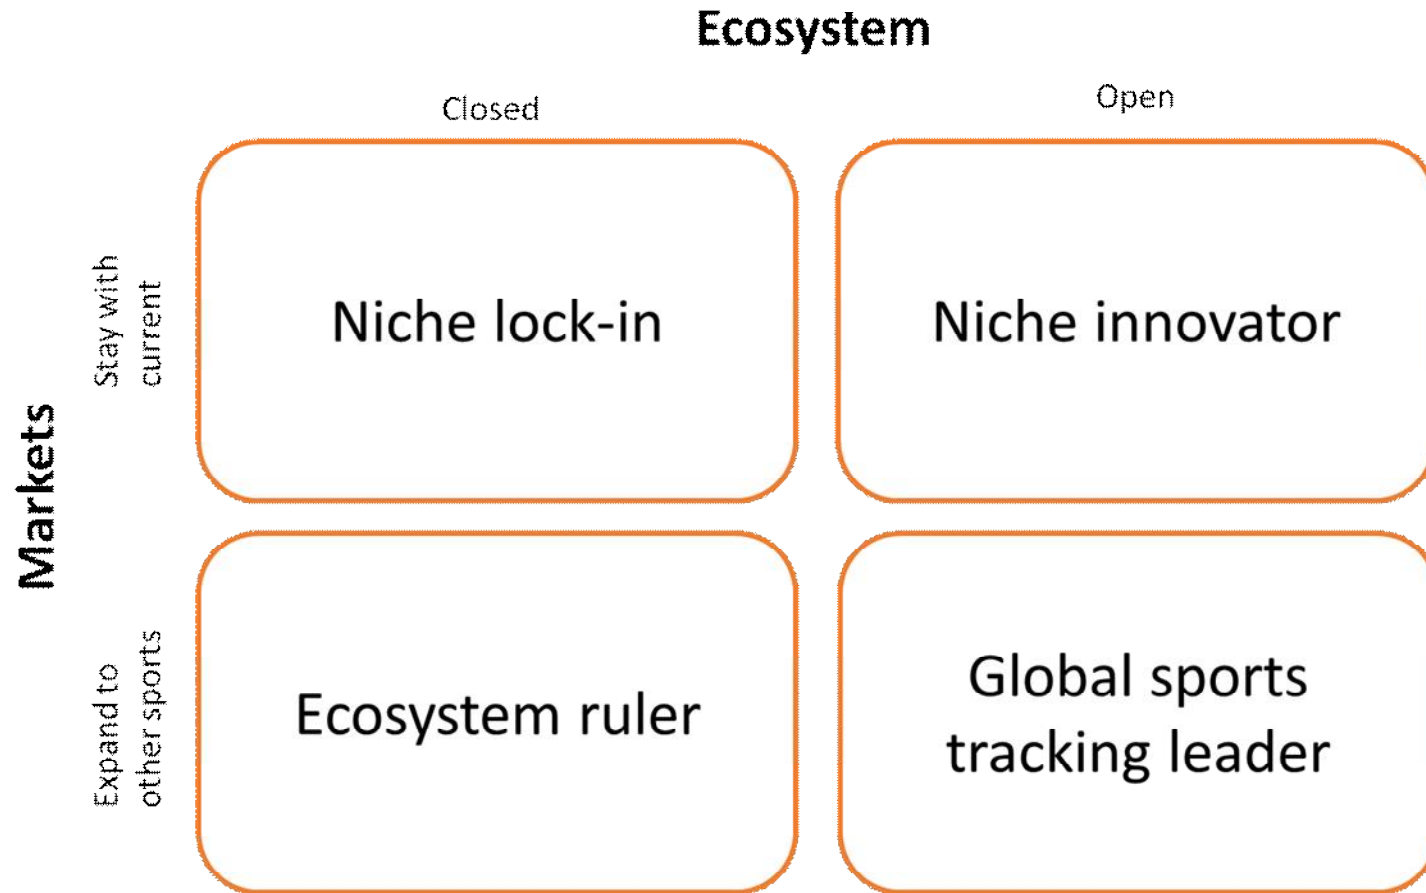 Ecosystem
Closed
Open
Stay with
current
Niche lock-in
Niche innovator
Markets
Expand to
other sports
Ecosystem ruler
Global sports
tracking leader